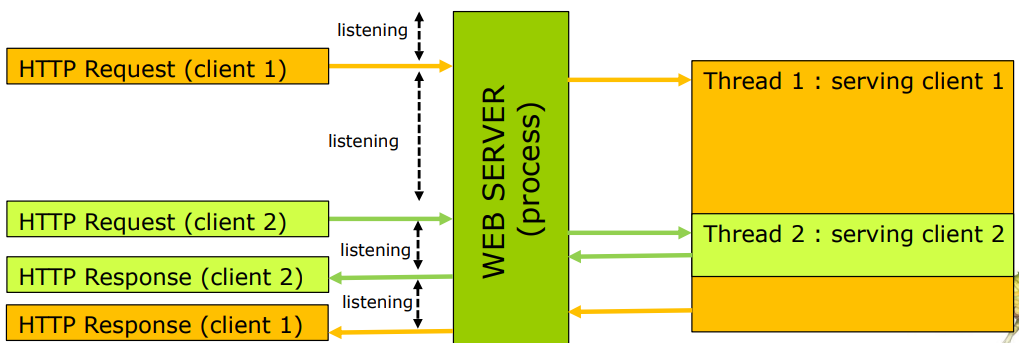 listening
HTTP Request (client 1)
listening
HTTP Request (client 2)
listening
HTTP Response (client 2)
listening
HTTP Response (client 1)
WEB SERVER
(process)
Thread 1 : serving client 1
Thread 2 : serving client 2